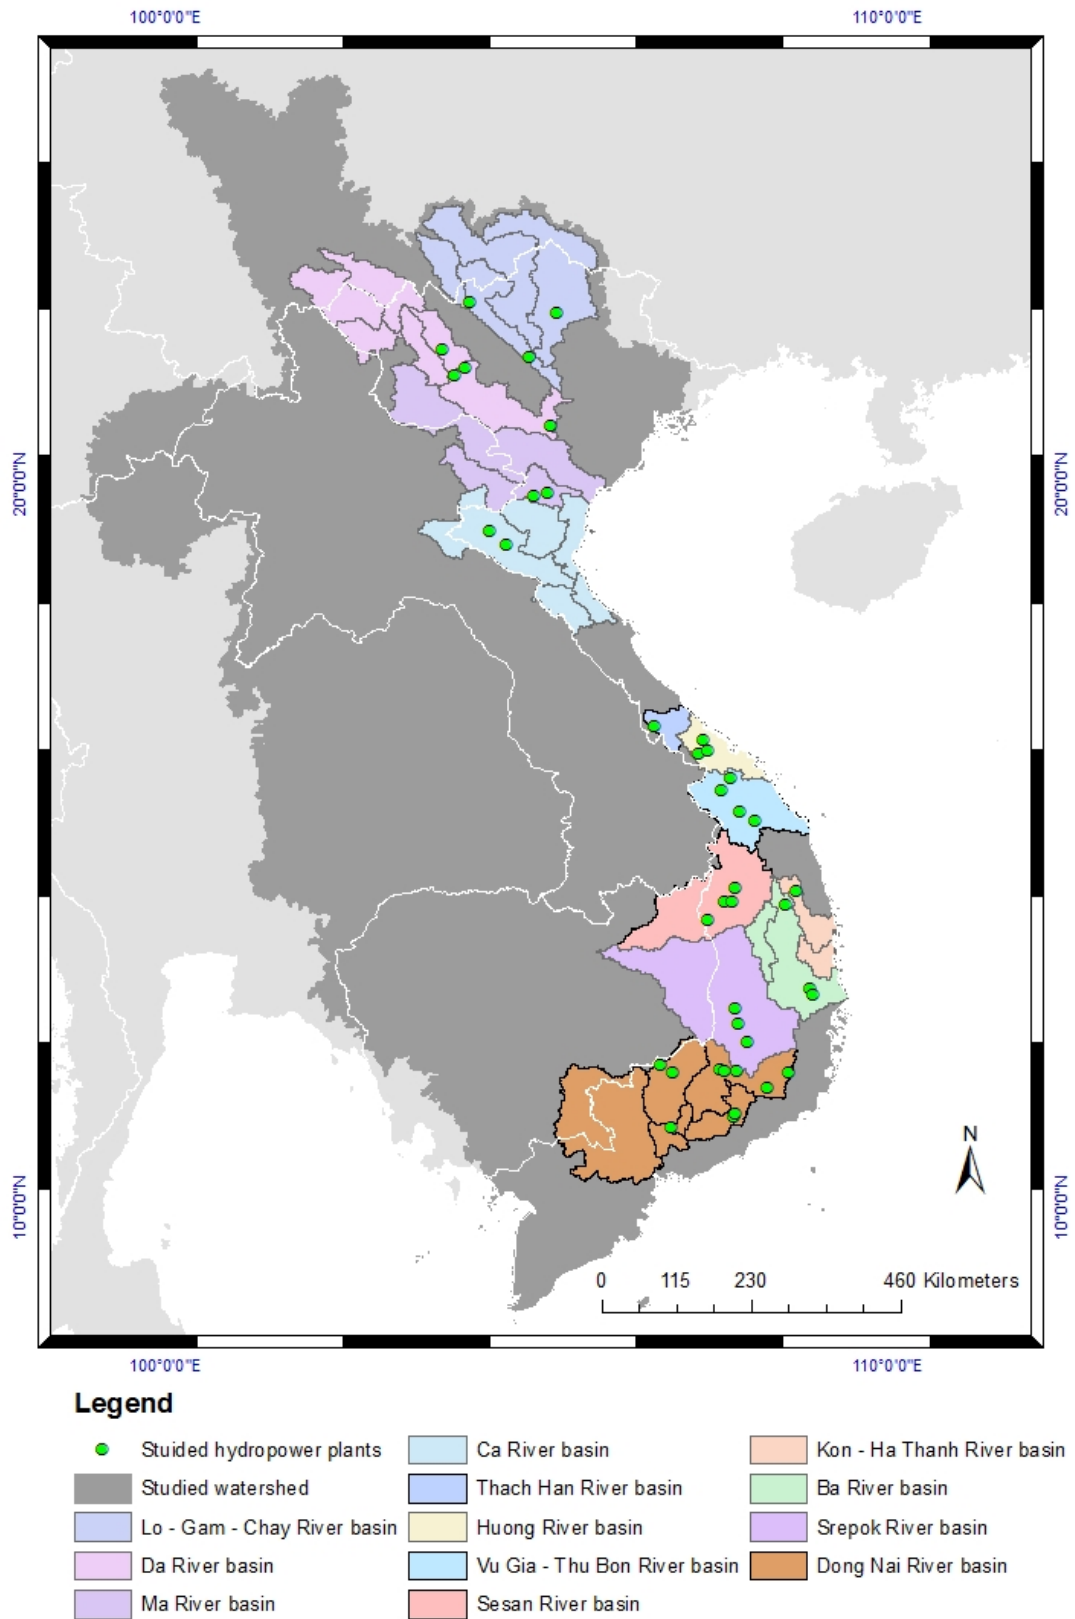 100°0'0"E 110°0'0"E
20°0'0"N 20°0'0"N
N
10°0'0"N 10°0'0"N
0 115 230 460 Kilometers
100°0'0"E 110°0'0"E
Legend
Stuided hydropower plants
Studied watershed
Lo - Gam - Chay River basin
Da River basin
Ma River basin
Ca River basin
Thach Han River basin
Huong River basin
Vu Gia - Thu Bon River basin
Sesan River basin
Kon - Ha Thanh River basin
Ba River basin
Srepok River basin
Dong Nai River basin